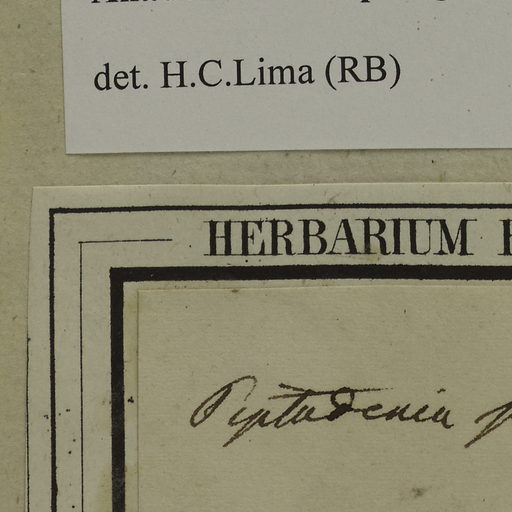 det. H.C.Lima (RB)
HERBARIUM
Piptadenia